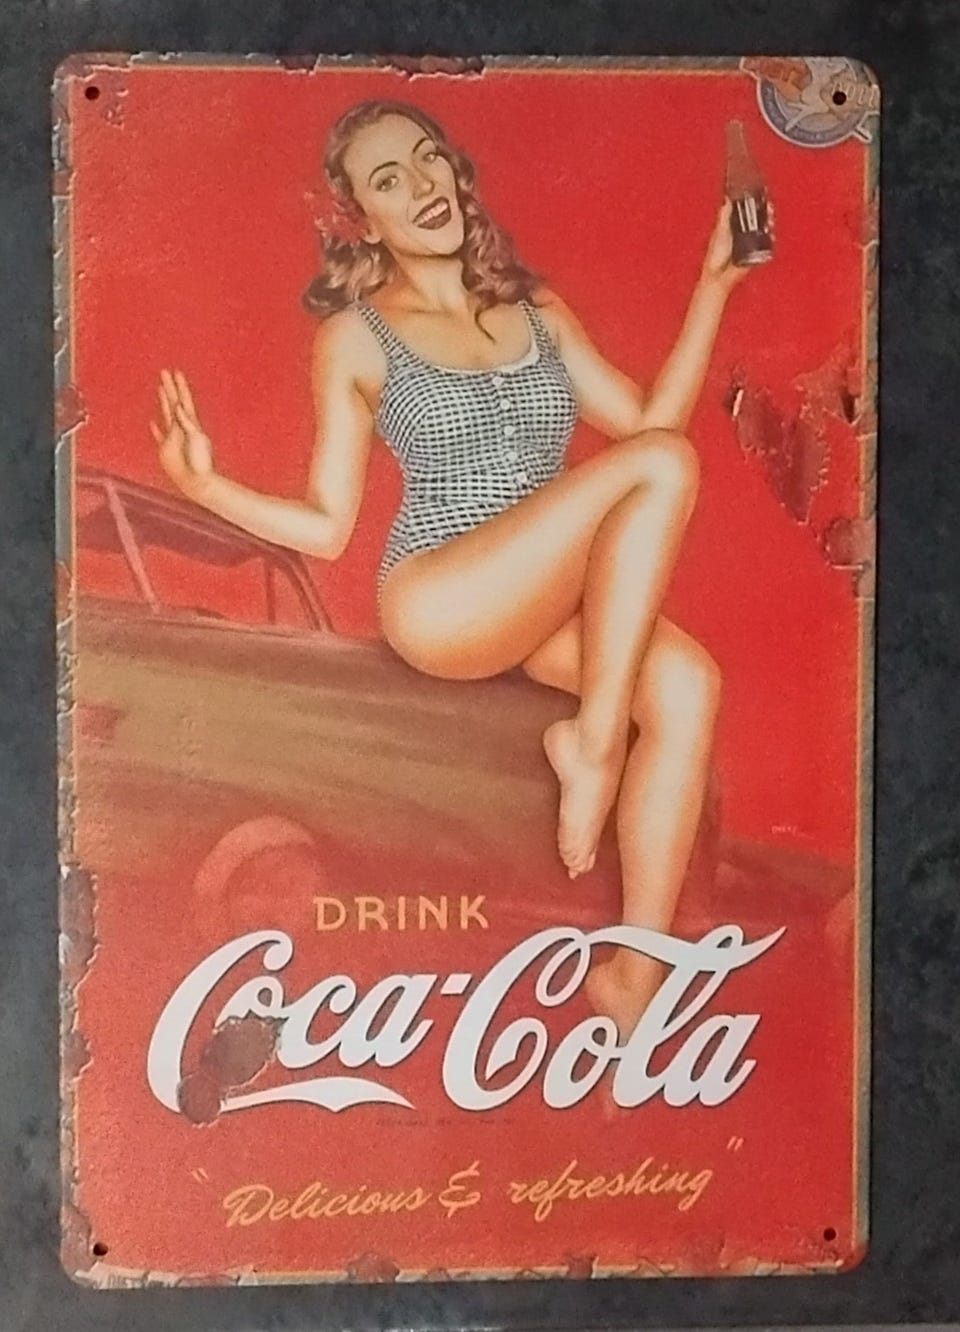 DRINK
Coca-Cola
"Delicious & refreshing"